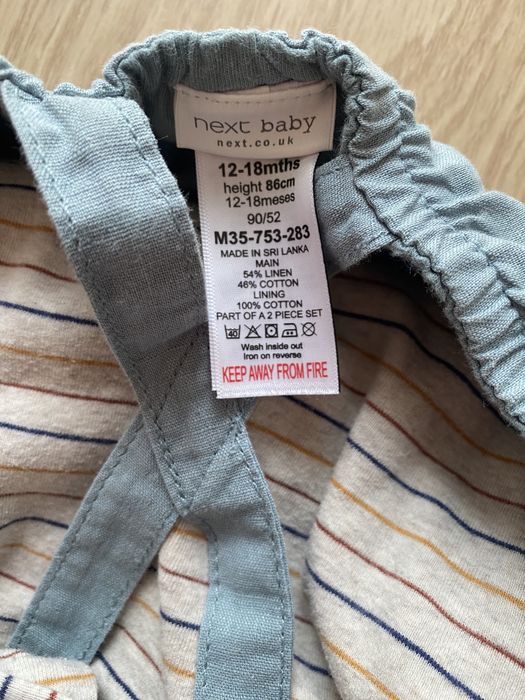 next baby
next.co.uk
12-18mths
height 86cm
12-18meses
90/52
M35-753-283
MADE IN SRI LANKA
MAIN
54% LINEN
46% COTTON
LINING
100% COTTON
PART OF A 2 PIECE SET
40
Wash inside out
Iron on reverse
KEEP AWAY FROM FIRE